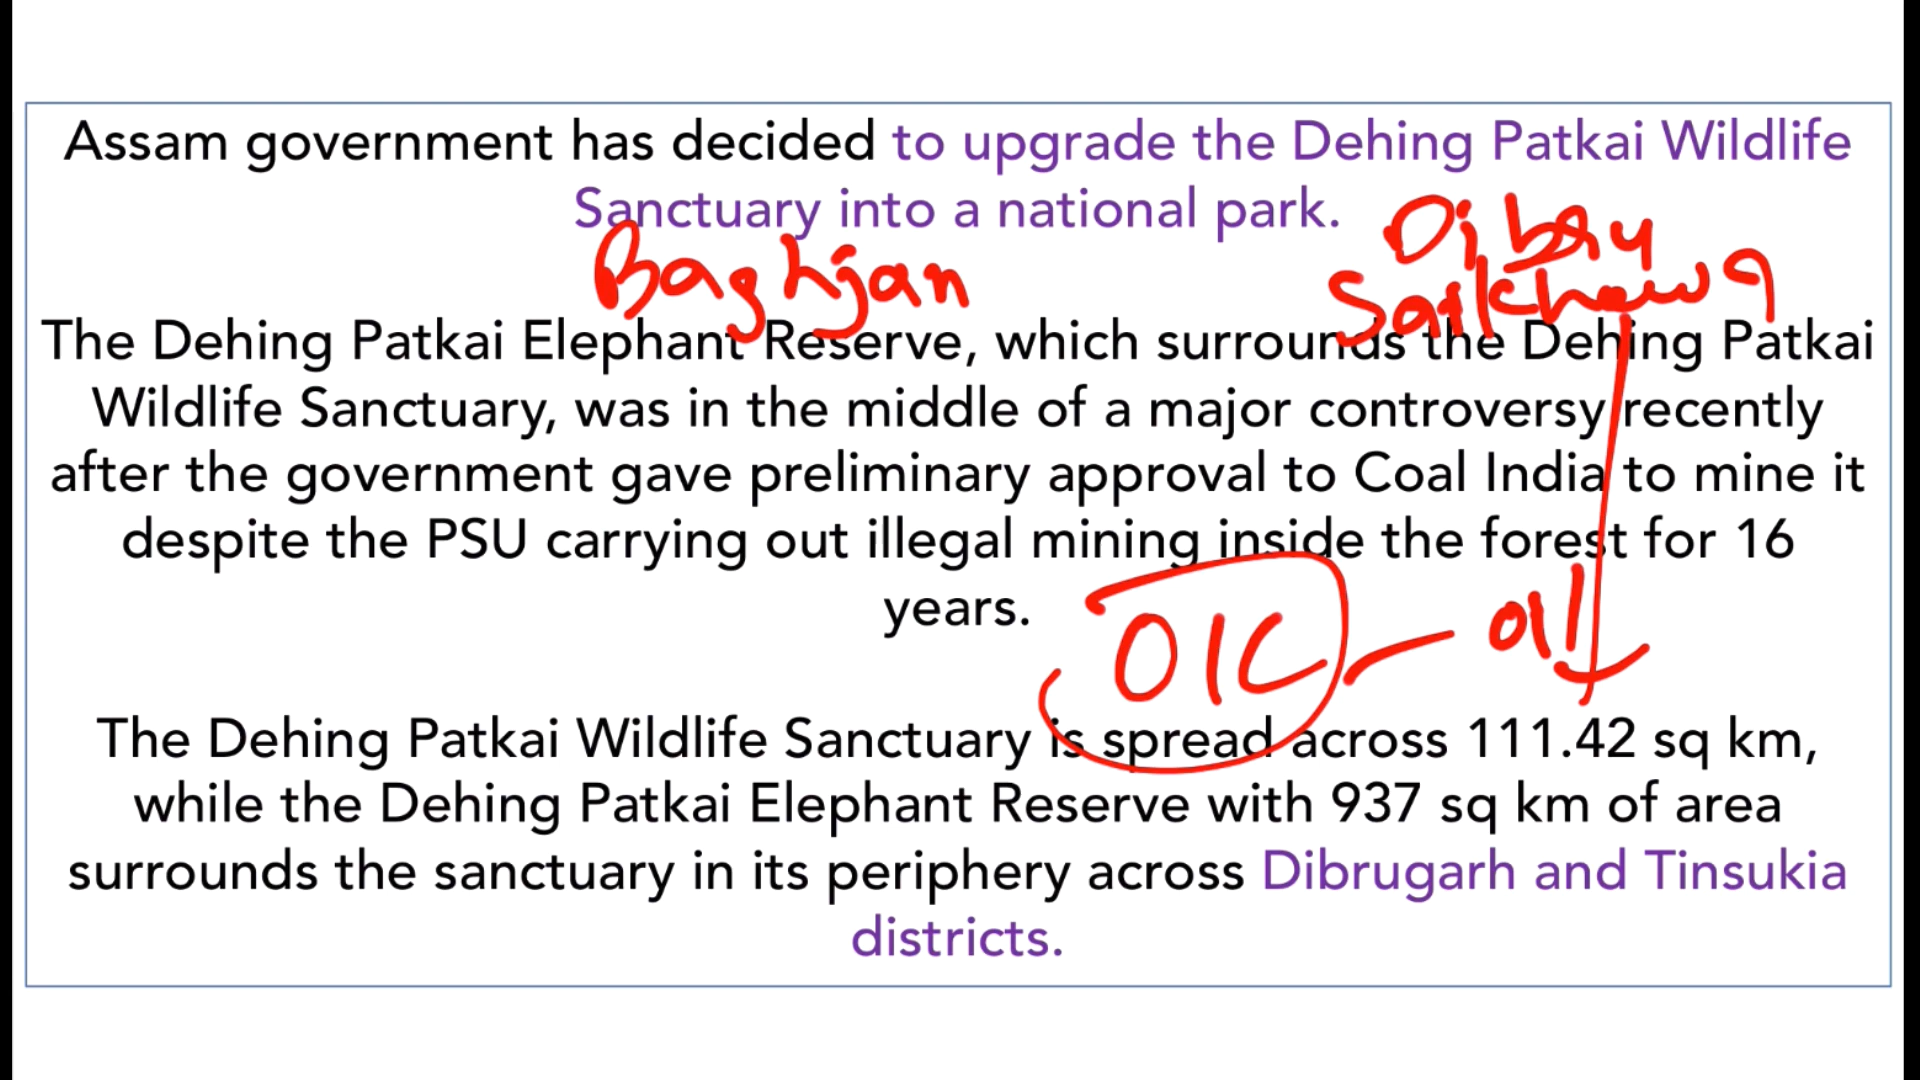 Assam government has decided to upgrade the Dehing Patkai Wildlife
Sanctuary into a national park.
Dibru
Baghjan
Saikhowa
The Dehing Patkai Elephant Reserve, which surrounds the Dehing Patkai
Wildlife Sanctuary, was in the middle of a major controversy recently
after the government gave preliminary approval to Coal India to mine it
despite the PSU carrying out illegal mining inside the forest for 16
years.
OIL
oil
The Dehing Patkai Wildlife Sanctuary is spread across 111.42 sq km,
while the Dehing Patkai Elephant Reserve with 937 sq km of area
surrounds the sanctuary in its periphery across Dibrugarh and Tinsukia
districts.